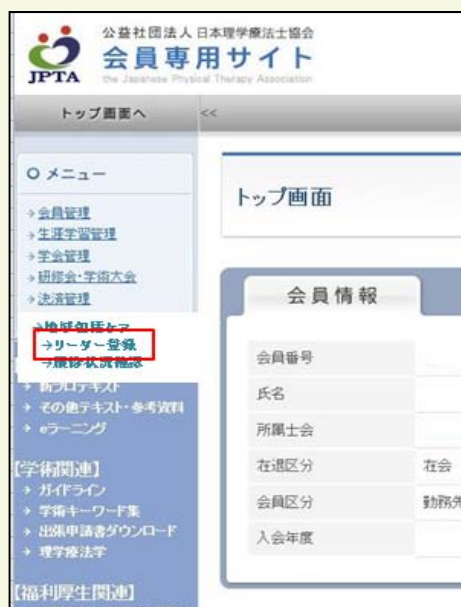 公益社団法人 日本理学療法士協会
会員専用サイト
JPTA
the Japanese Physical Therapy Association
トップ画面へ
<<
メニュー
会員管理
生涯学習管理
学会管理
研修会・学術大会
決済管理
→地域包括ケア
→リーダー登録
→履修状況確認
新プロテキスト
その他テキスト・参考資料
eラーニング
【学術関連】
ガイドライン
学術キーワード集
出張申請書ダウンロード
理学療法学
【福利厚生関連】
トップ画面
会員情報
会員番号
氏名
所属士会
在退区分 在会
会員区分 勤務先
入会年度